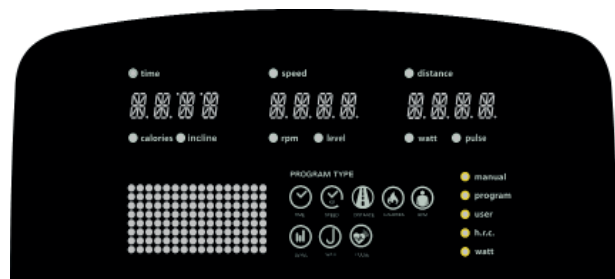 time speed distance
calories incline rpm level watt pulse
PROGRAM TYPE
manual
program
user
h.r.c.
watt